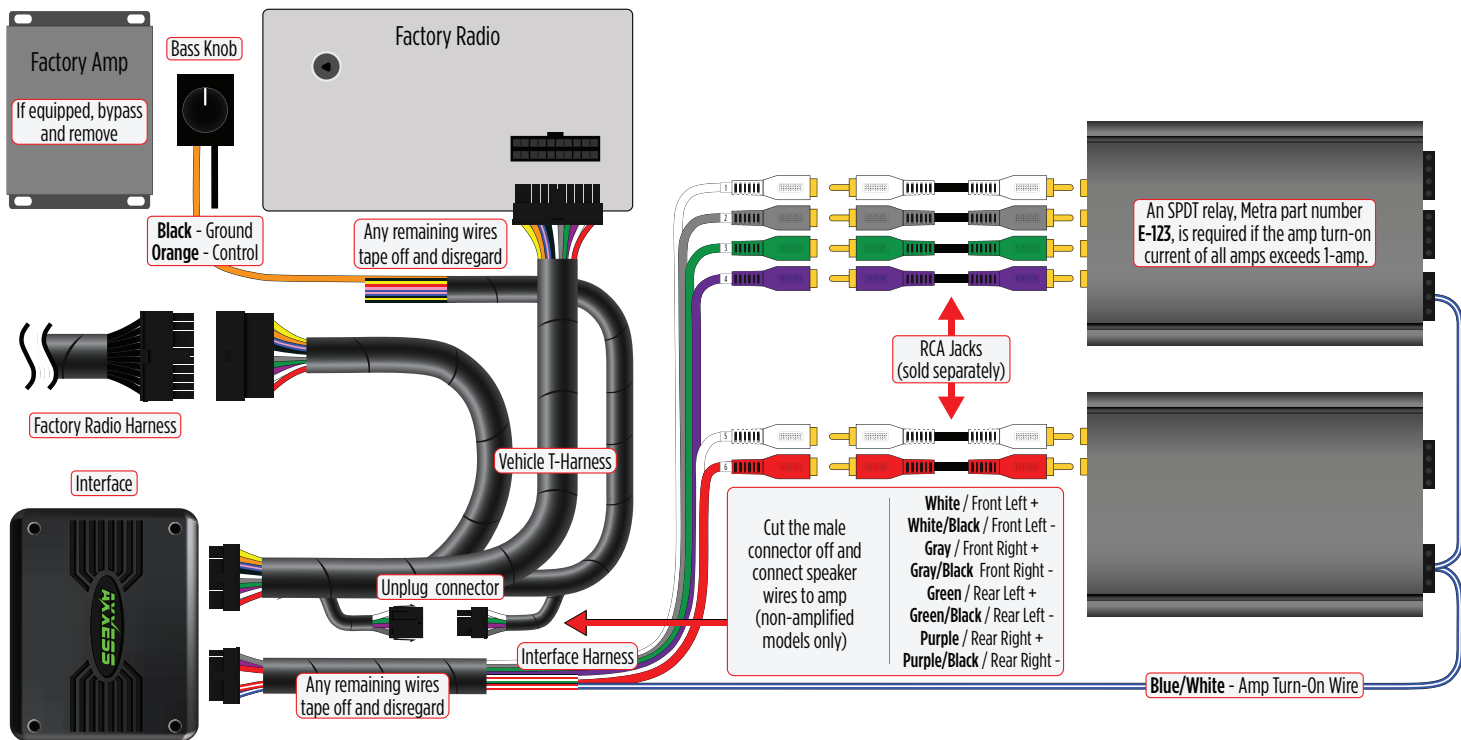 Factory Amp
If equipped, bypass
and remove
Bass Knob
Factory Radio
Black - Ground
Orange - Control
Any remaining wires
tape off and disregard
Factory Radio Harness
Interface
AXXESS
Vehicle T-Harness
Unplug connector
Interface Harness
Any remaining wires
tape off and disregard
1
2
3
4
5
6
RCA Jacks
(sold separately)
An SPDT relay, Metra part number
E-123, is required if the amp turn-on
current of all amps exceeds 1-amp.
Cut the male
connector off and
connect speaker
wires to amp
(non-amplified
models only)
White / Front Left +
White/Black / Front Left -
Gray / Front Right +
Gray/Black Front Right -
Green / Rear Left +
Green/Black / Rear Left -
Purple / Rear Right +
Purple/Black / Rear Right -
Blue/White - Amp Turn-On Wire